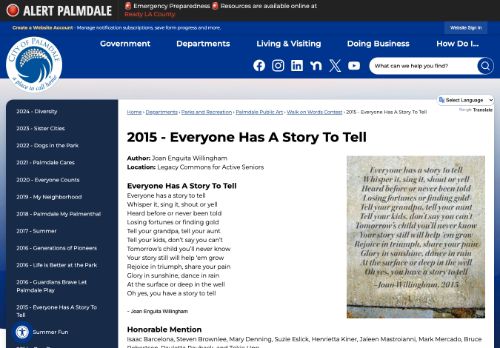 ALERT PALMDALE
🚨 Emergency Preparedness 🚨 Resources are available online at
Ready LA County.
Create a Website Account - Manage notification subscriptions, save form progress and more.
Website Sign In
CITY OF PALMDALE
a place to call home
Government
Departments
Living & Visiting
Doing Business
How Do I...
What can we help you find?
Select Language
Google Translate
2024 - Diversity
2023 - Sister Cities
2022 - Dogs in the Park
2021 - Palmdale Cares
2020 - Everyone Counts
2019 - My Neighborhood
2018 - Palmdale My Palmenthal
2017 - Summer
2016 - Generations of Pioneers
2016 - Life is Better at the Park
2016 - Guardians Brave Let
Palmdale Play
2015 - Everyone Has A Story To
Tell
Summer Fun
Home › Departments › Parks and Recreation › Palmdale Public Art › Walk on Words Contest › 2015 - Everyone Has A Story To Tell
2015 - Everyone Has A Story To Tell
Author: Joan Enguita Willingham
Location: Legacy Commons for Active Seniors
Everyone Has A Story To Tell
Everyone has a story to tell
Whisper it, sing it, shout or yell
Heard before or never been told
Losing fortunes or finding gold
Tell your grandpa, tell your aunt
Tell your kids, don't say you can't
Tomorrow's child you'll never know
Your story still will help 'em grow
Rejoice in triumph, share your pain
Glory in sunshine, dance in rain
At the surface or deep in the well
Oh yes, you have a story to tell
- Joan Enguita Willingham
Everyone has a story to tell
Whisper it, sing it, shout or yell
Heard before or never been told
Losing fortunes or finding gold
Tell your grandpa, tell your aunt
Tell your kids, don't say you can't
Tomorrow's child you'll never know
Your story still will help 'em grow
Rejoice in triumph, share your pain
Glory in sunshine, dance in rain
At the surface or deep in the well
Oh yes, you have a story to tell
-Joan Willingham, 2015
Honorable Mention
Isaac Barcelona, Steven Brownlee, Mary Denning, Suzie Eslick, Henrietta Kiner, Jaleen Mastroianni, Mark Mercado, Bruce